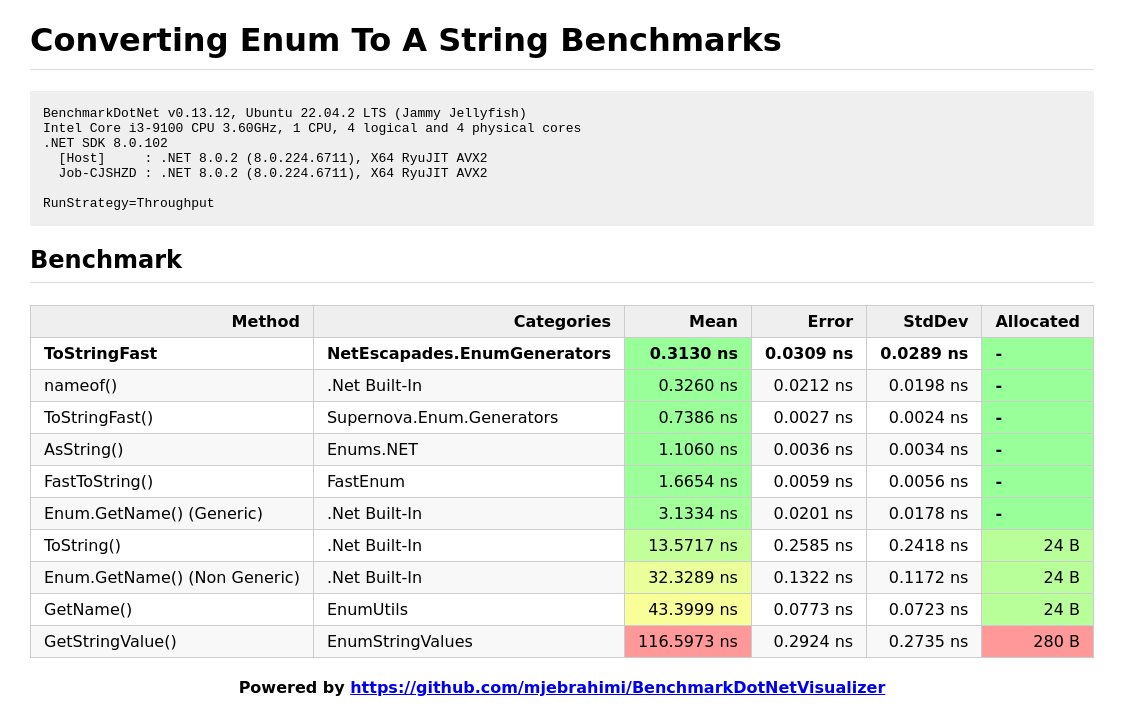 Converting Enum To A String Benchmarks
BenchmarkDotNet v0.13.12, Ubuntu 22.04.2 LTS (Jammy Jellyfish)
Intel Core i3-9100 CPU 3.60GHz, 1 CPU, 4 logical and 4 physical cores
.NET SDK 8.0.102
[Host]     : .NET 8.0.2 (8.0.224.6711), X64 RyuJIT AVX2
Job-CJSHZD : .NET 8.0.2 (8.0.224.6711), X64 RyuJIT AVX2
RunStrategy=Throughput
Benchmark
Method Categories Mean Error StdDev Allocated
ToStringFast NetEscapades.EnumGenerators 0.3130 ns 0.0309 ns 0.0289 ns -
nameof() .Net Built-In 0.3260 ns 0.0212 ns 0.0198 ns -
ToStringFast() Supernova.Enum.Generators 0.7386 ns 0.0027 ns 0.0024 ns -
AsString() Enums.NET 1.1060 ns 0.0036 ns 0.0034 ns -
FastToString() FastEnum 1.6654 ns 0.0059 ns 0.0056 ns -
Enum.GetName() (Generic) .Net Built-In 3.1334 ns 0.0201 ns 0.0178 ns -
ToString() .Net Built-In 13.5717 ns 0.2585 ns 0.2418 ns 24 B
Enum.GetName() (Non Generic) .Net Built-In 32.3289 ns 0.1322 ns 0.1172 ns 24 B
GetName() EnumUtils 43.3999 ns 0.0773 ns 0.0723 ns 24 B
GetStringValue() EnumStringValues 116.5973 ns 0.2924 ns 0.2735 ns 280 B
Powered by https://github.com/mjebrahimi/BenchmarkDotNetVisualizer